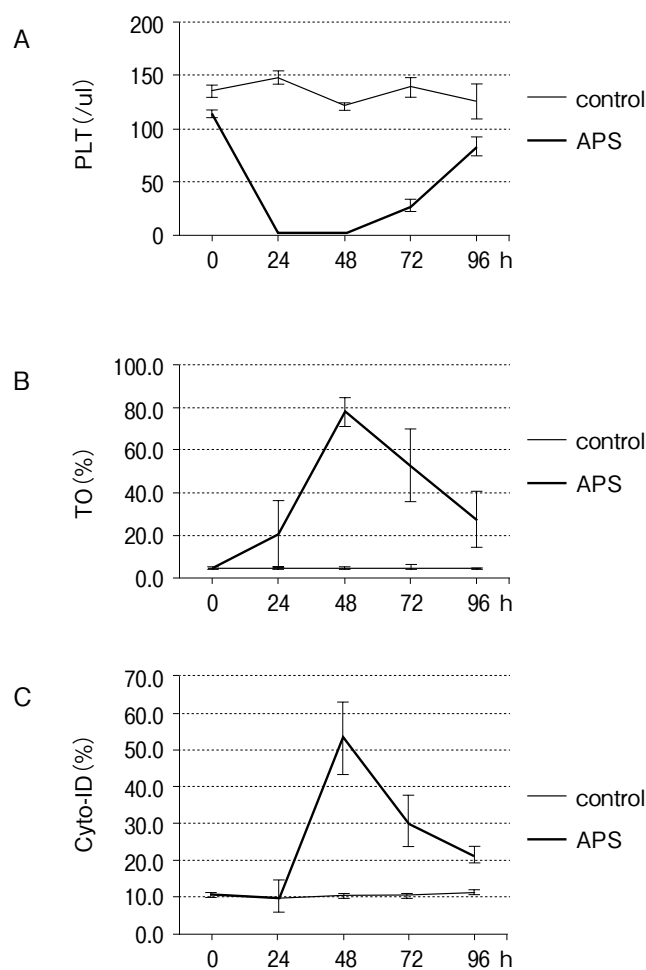 A
PLT(/ul)
200
150
100
50
0
0 24 48 72 96 h
control
APS
B
TO(%)
100.0
80.0
60.0
40.0
20.0
0.0
0 24 48 72 96 h
control
APS
C
Cyto-ID(%)
70.0
60.0
50.0
40.0
30.0
20.0
10.0
0.0
0 24 48 72 96 h
control
APS